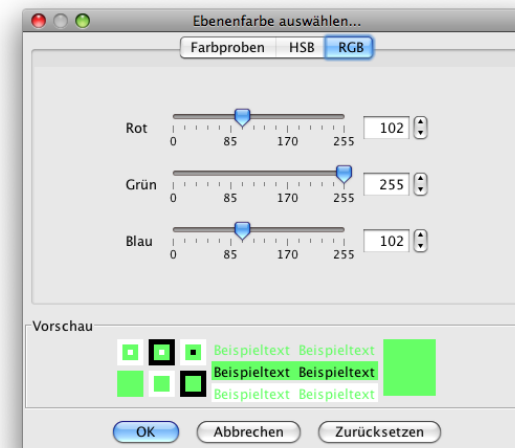 Ebenenfarbe auswählen...
Farbproben HSB RGB
Rot 102
0 85 170 255
Grün 255
0 85 170 255
Blau 102
0 85 170 255
Vorschau
Beispieltext Beispieltext
Beispieltext Beispieltext
Beispieltext Beispieltext
OK Abbrechen Zurücksetzen